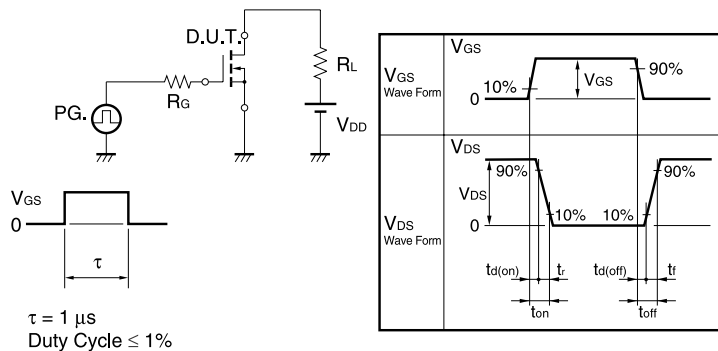 D.U.T.
RG
RL
PG.
VDD
VGS
0
τ
τ = 1 μs
Duty Cycle ≤ 1%
VGS
Wave Form
VGS
10%
0
VGS
90%
VDS
Wave Form
VDS
90%
VDS
0
10%
10%
90%
td(on)
tr
td(off)
tf
ton
toff